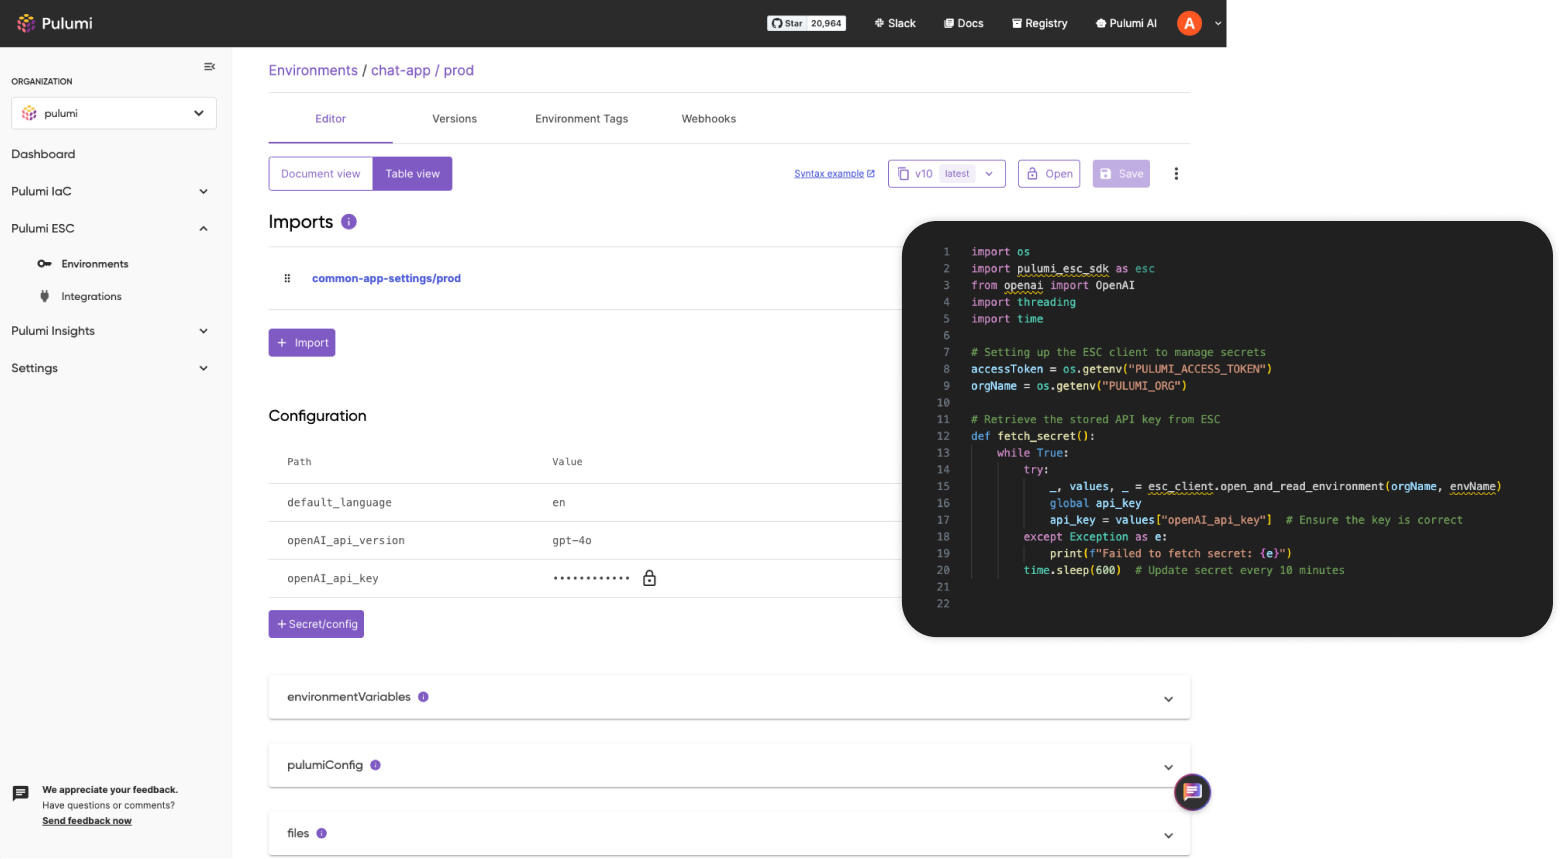 Pulumi
Star 20,964
Slack
Docs
Registry
Pulumi AI
A
ORGANIZATION
pulumi
Dashboard
Pulumi IaC
Pulumi ESC
Environments
Integrations
Pulumi Insights
Settings
We appreciate your feedback.
Have questions or comments?
Send feedback now
Environments / chat-app / prod
Editor
Versions
Environment Tags
Webhooks
Document view
Table view
Syntax example
v10 latest
Open
Save
Imports
common-app-settings/prod
+ Import
Configuration
Path Value
default_language en
openAI_api_version gpt-4o
openAI_api_key ••••••••••••
+ Secret/config
environmentVariables
pulumiConfig
files
1 import os
2 import pulumi_esc_sdk as esc
3 from openai import OpenAI
4 import threading
5 import time
6
7 # Setting up the ESC client to manage secrets
8 accessToken = os.getenv("PULUMI_ACCESS_TOKEN")
9 orgName = os.getenv("PULUMI_ORG")
10
11 # Retrieve the stored API key from ESC
12 def fetch_secret():
13 while True:
14 try:
15 _, values, _ = esc_client.open_and_read_environment(orgName, envName)
16 global api_key
17 api_key = values["openAI_api_key"] # Ensure the key is correct
18 except Exception as e:
19 print(f"Failed to fetch secret: {e}")
20 time.sleep(600) # Update secret every 10 minutes
21
22